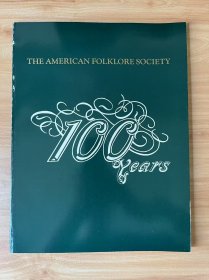 THE AMERICAN FOLKLORE SOCIETY
100
Years